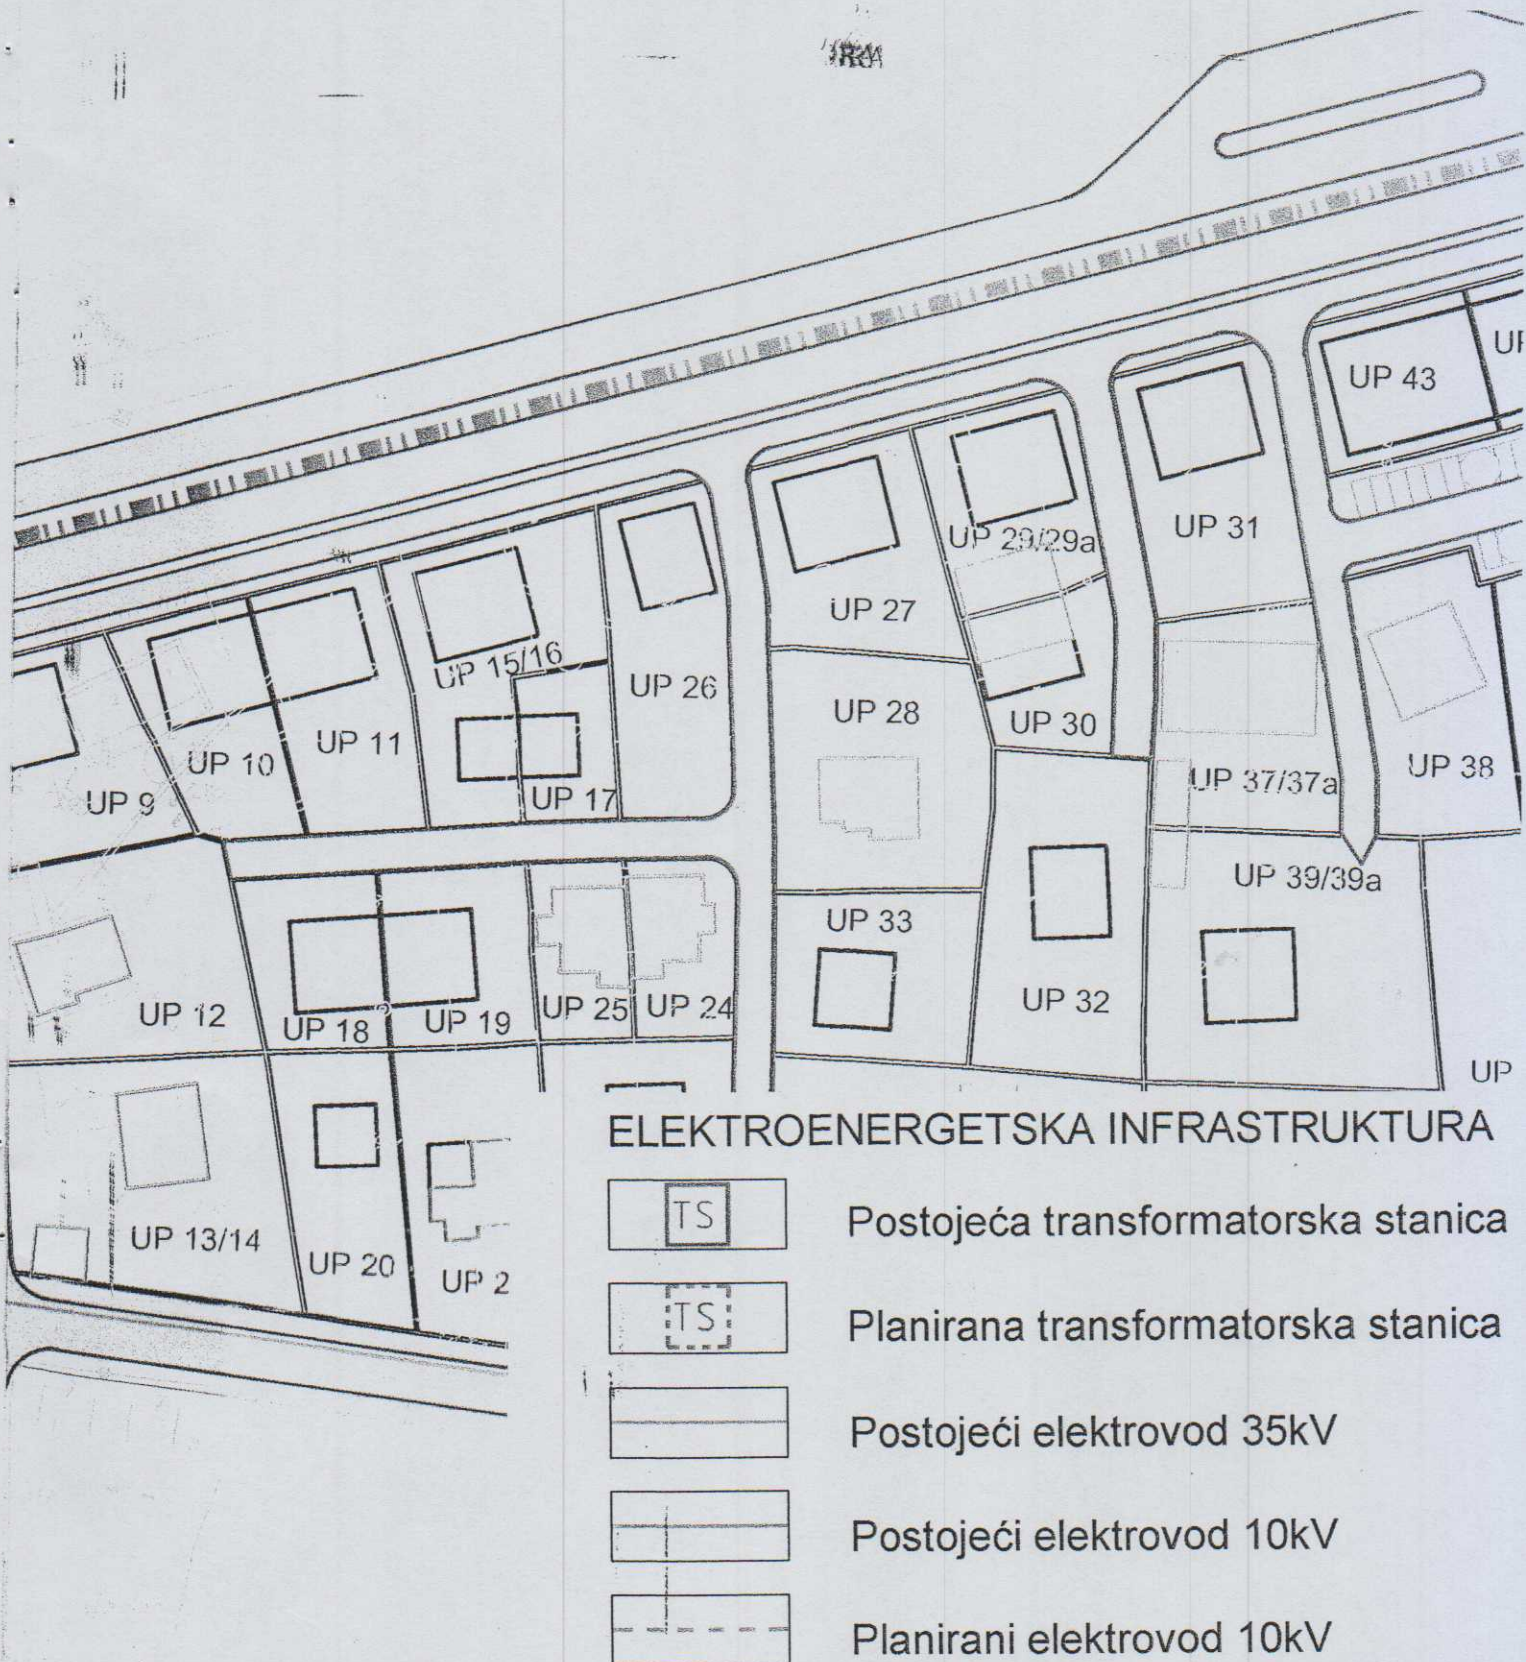 UP 43
UP 31
UP 29/29a
UP 27
UP 15/16
UP 26
UP 28
UP 30
UP 10
UP 11
UP 9
UP 17
UP 37/37a
UP 38
UP 39/39a
UP 33
UP 32
UP 12
UP 18
UP 19
UP 25
UP 24
UP
UP 13/14
UP 20
UP 2
ELEKTROENERGETSKA INFRASTRUKTURA
TS Postojeća transformatorska stanica
TS Planirana transformatorska stanica
Postojeći elektrovod 35kV
Postojeći elektrovod 10kV
Planirani elektrovod 10kV